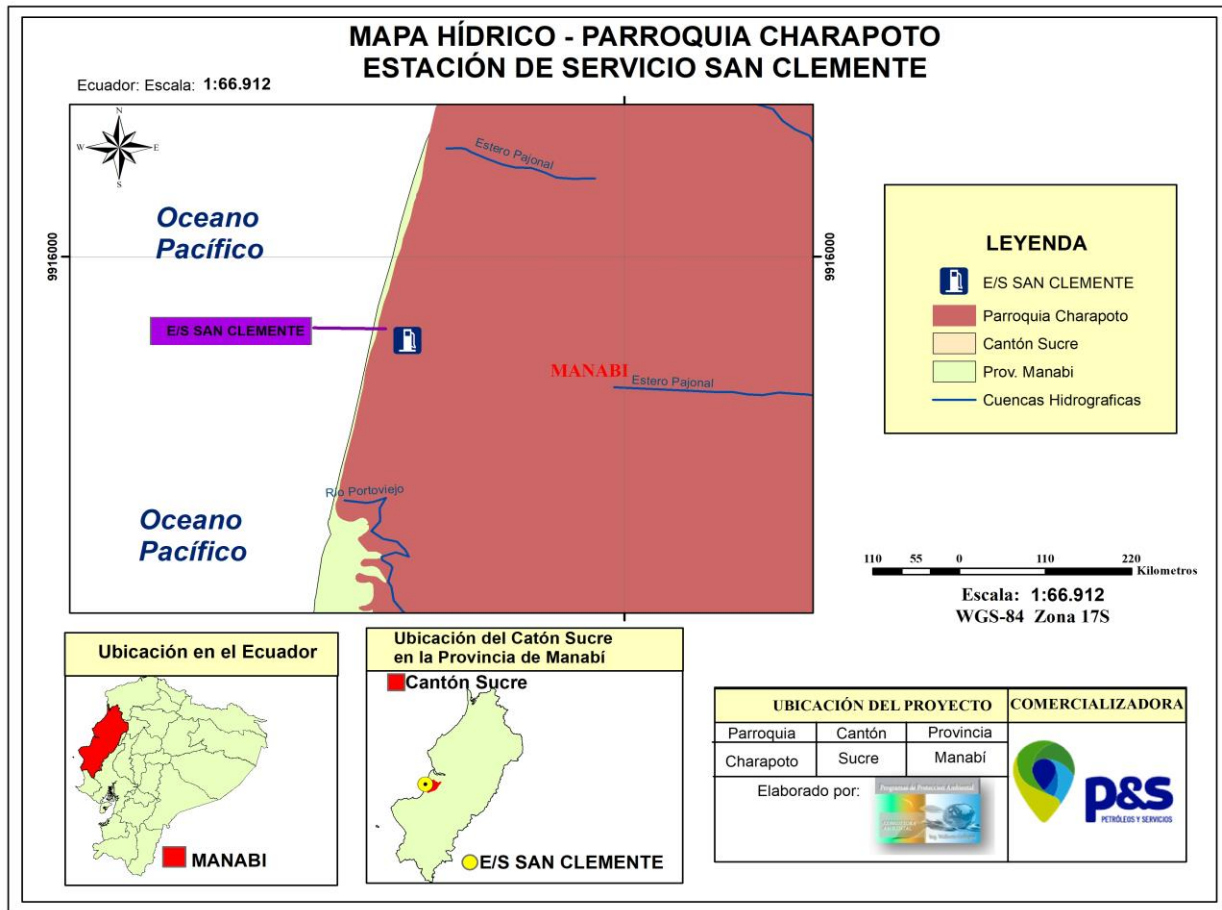 MAPA HÍDRICO - PARROQUIA CHARAPOTO
ESTACIÓN DE SERVICIO SAN CLEMENTE
Ecuador: Escala: 1:66.912
N
W
E
S
Estero Pajonal
Oceano
Pacífico
9916000
9916000
E/S SAN CLEMENTE
MANABI
Estero Pajonal
Río Portoviejo
Oceano
Pacífico
LEYENDA
E/S SAN CLEMENTE
Parroquia Charapoto
Cantón Sucre
Prov. Manabi
Cuencas Hidrograficas
110 55 0 110 220
Kilometros
Escala: 1:66.912
WGS-84 Zona 17S
Ubicación en el Ecuador
MANABI
Ubicación del Catón Sucre
en la Provincia de Manabí
Cantón Sucre
E/S SAN CLEMENTE
UBICACIÓN DEL PROYECTO
COMERCIALIZADORA
Parroquia Cantón Provincia
Charapoto Sucre Manabí
Elaborado por:
Programas de Protección Ambiental
p&s
PETRÓLEOS Y SERVICIOS